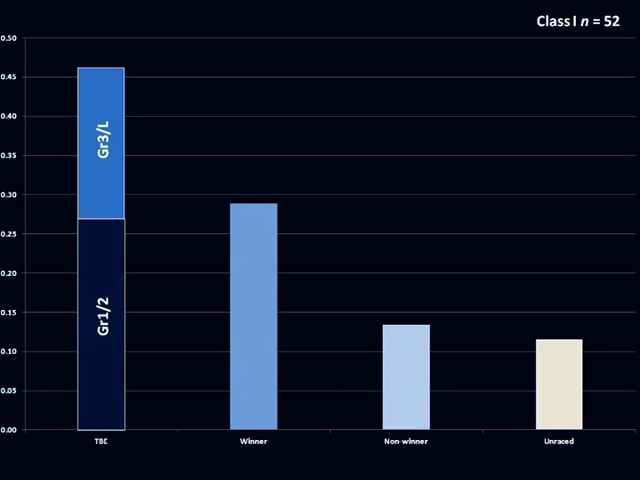 Class I n = 52
0.50
0.45
0.40
0.35
0.30
0.25
0.20
0.15
0.10
0.05
0.00
Gr3/L
Gr1/2
TBE
Winner
Non-winner
Unraced